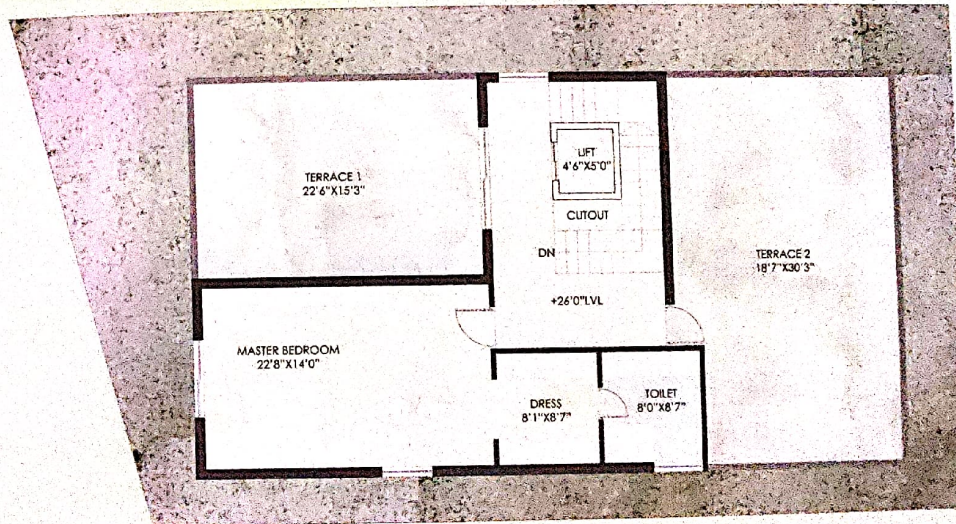 LIFT
4'6"X5'0"
TERRACE 1
22'6"X15'3"
CUTOUT
DN
TERRACE 2
18'7"X30'3"
+26'0"LVL
MASTER BEDROOM
22'8"X14'0"
DRESS
8'1"X8'7"
TOILET
8'0"X8'7"